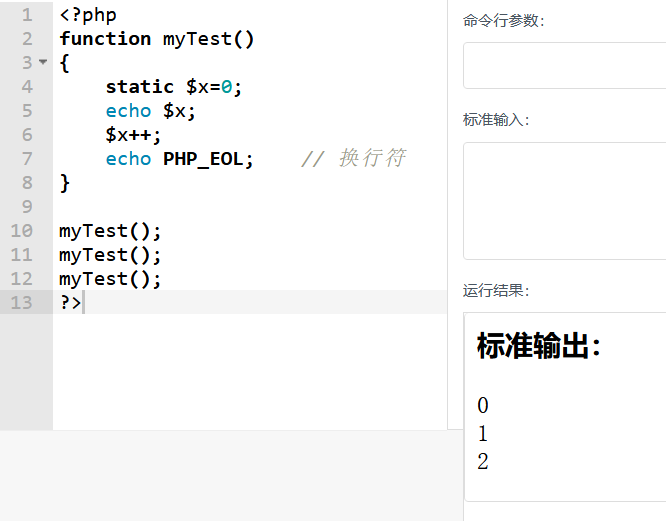 1 <?php
2 function myTest()
3 {
4     static $x=0;
5     echo $x;
6     $x++;
7     echo PHP_EOL;    // 换行符
8 }
9
10 myTest();
11 myTest();
12 myTest();
13 ?>
命令行参数：
标准输入：
运行结果：
标准输出：
0
1
2